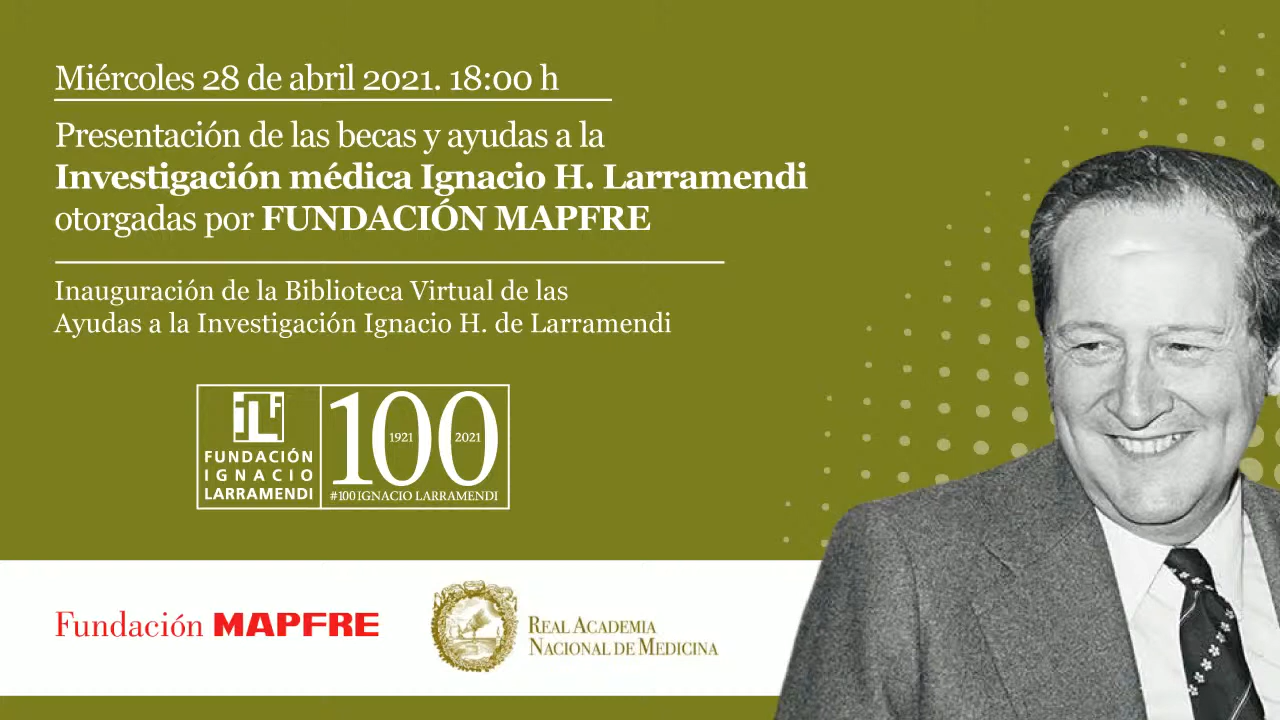 Miércoles 28 de abril 2021. 18:00 h
Presentación de las becas y ayudas a la
Investigación médica Ignacio H. Larramendi
otorgadas por FUNDACIÓN MAPFRE
Inauguración de la Biblioteca Virtual de las
Ayudas a la Investigación Ignacio H. de Larramendi
iLH
FUNDACIÓN
IGNACIO
LARRAMENDI
100
1921
2021
#100IGNACIO LARRAMENDI
Fundación MAPFRE
REAL ACADEMIA
NACIONAL DE MEDICINA